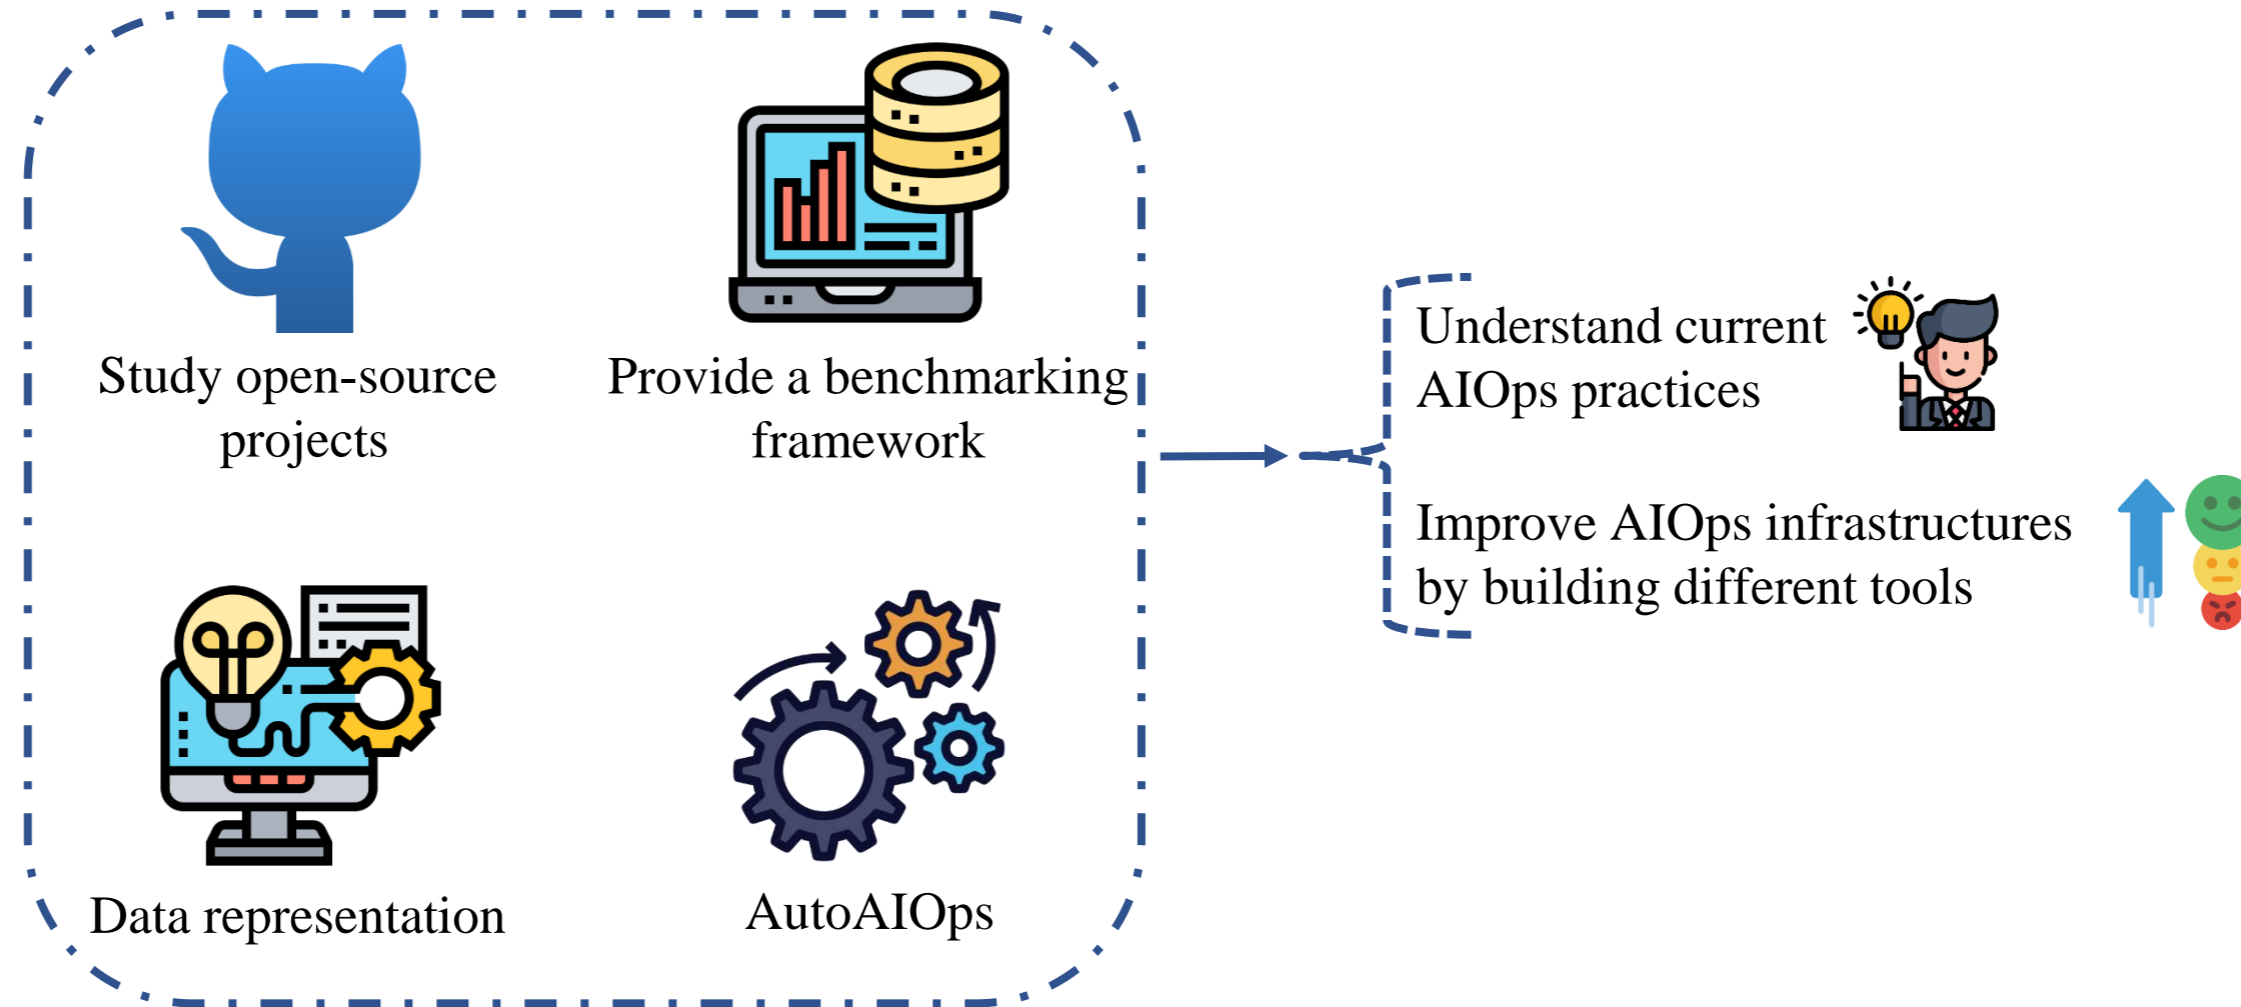 Study open-source
projects
Provide a benchmarking
framework
Data representation
AutoAIOps
Understand current
AIOps practices
Improve AIOps infrastructures
by building different tools